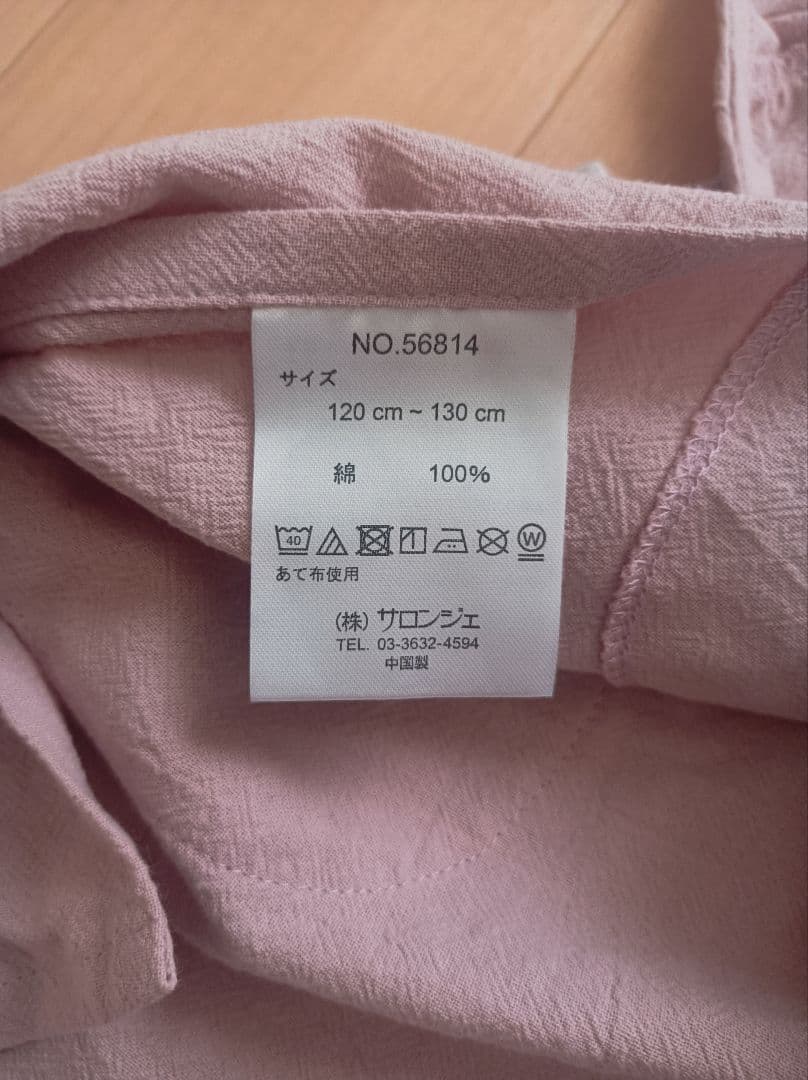 NO.56814
サイズ
120 cm ~ 130 cm
綿 100%
40 W
あて布使用
(株) サロンジェ
TEL. 03-3632-4594
中国製